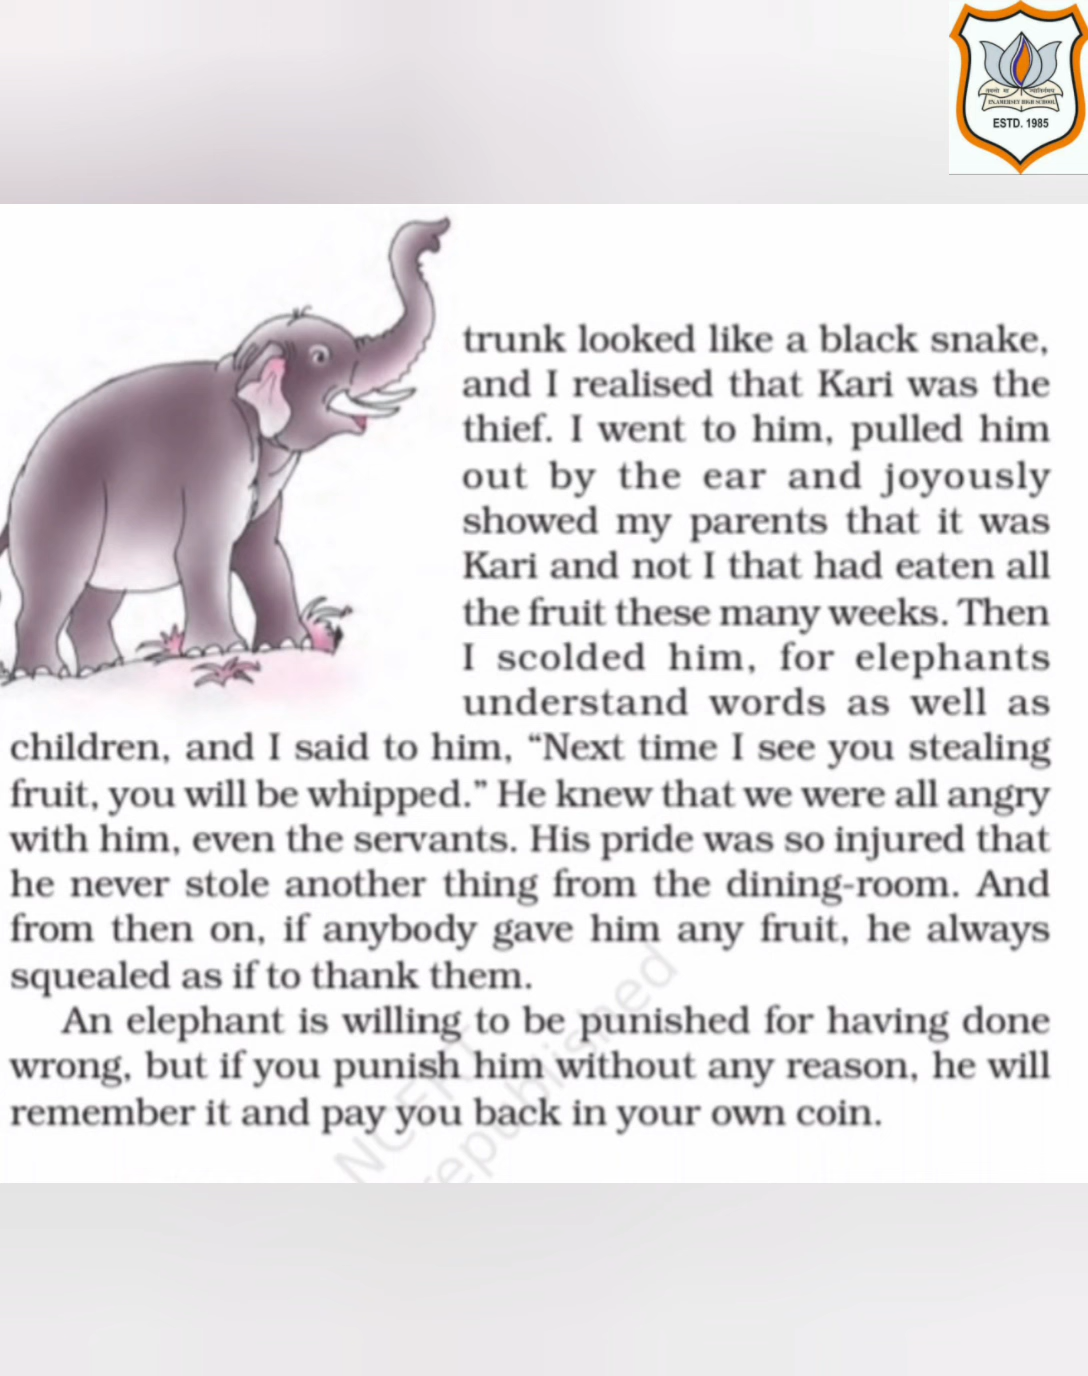 ESTD. 1985
trunk looked like a black snake,
and I realised that Kari was the
thief. I went to him, pulled him
out by the ear and joyously
showed my parents that it was
Kari and not I that had eaten all
the fruit these many weeks. Then
I scolded him, for elephants
understand words as well as
children, and I said to him, “Next time I see you stealing
fruit, you will be whipped.” He knew that we were all angry
with him, even the servants. His pride was so injured that
he never stole another thing from the dining-room. And
from then on, if anybody gave him any fruit, he always
squealed as if to thank them.
An elephant is willing to be punished for having done
wrong, but if you punish him without any reason, he will
remember it and pay you back in your own coin.
NCERT
republished